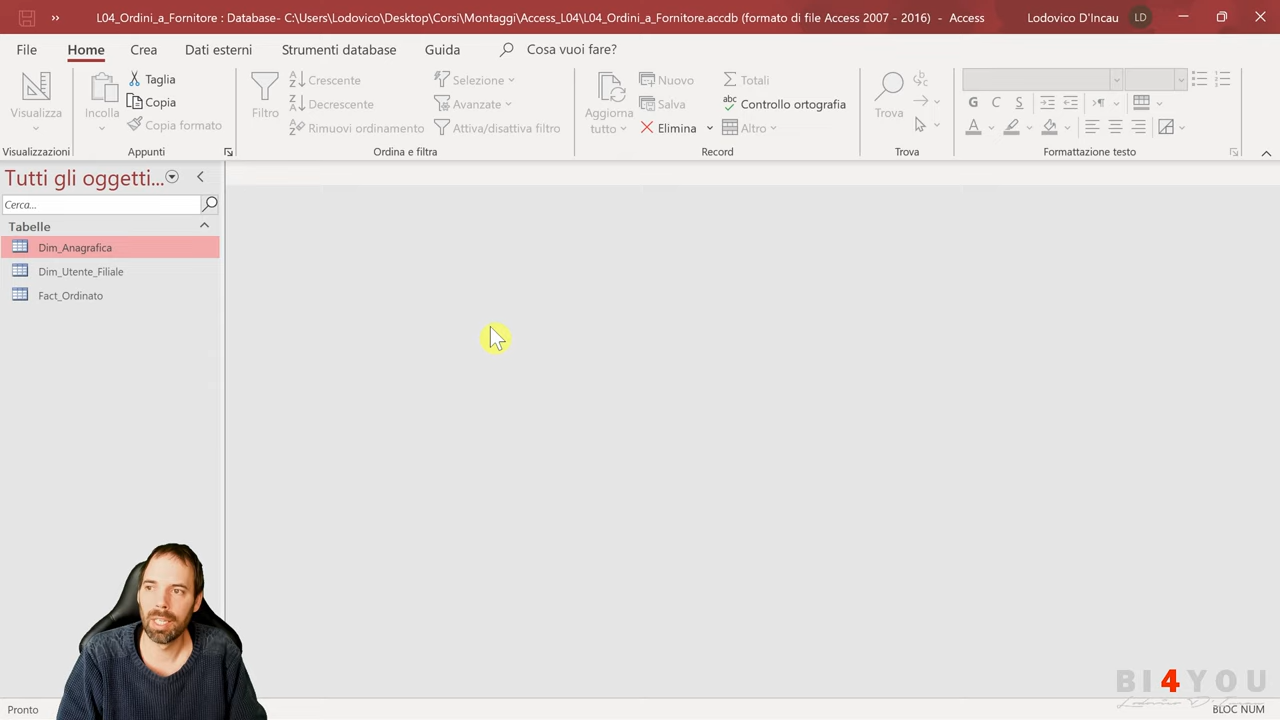 L04_Ordini_a_Fornitore : Database- C:\Users\Lodovico\Desktop\Corsi\Montaggi\Access_L04\L04_Ordini_a_Fornitore.accdb (formato di file Access 2007 - 2016) - Access
Lodovico D'Incau
LD
File
Home
Crea
Dati esterni
Strumenti database
Guida
Cosa vuoi fare?
Visualizza
Visualizzazioni
Incolla
Taglia
Copia
Copia formato
Appunti
Filtro
Crescente
Decrescente
Rimuovi ordinamento
Selezione
Avanzate
Attiva/disattiva filtro
Ordina e filtra
Aggiorna
tutto
Nuovo
Salva
Elimina
Totali
Controllo ortografia
Altro
Record
Trova
Trova
G C S
A
Formattazione testo
Tutti gli oggetti...
Cerca...
Tabelle
Dim_Anagrafica
Dim_Utente_Filiale
Fact_Ordinato
BI4YOU
Pronto
BLOC NUM